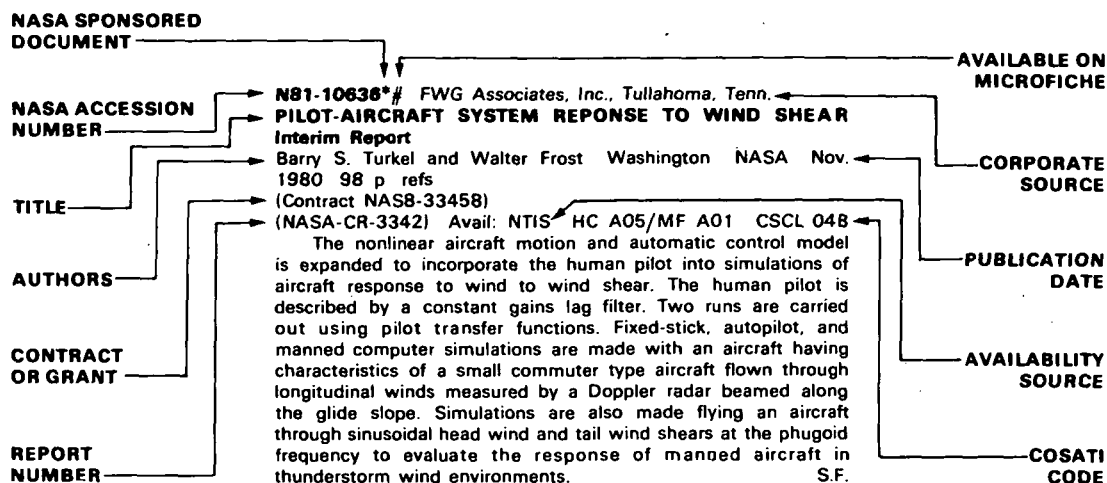 NASA SPONSORED
DOCUMENT
AVAILABLE ON
MICROFICHE
NASA ACCESSION
NUMBER
N81-10636*# FWG Associates, Inc., Tullahoma, Tenn.
PILOT-AIRCRAFT SYSTEM REPONSE TO WIND SHEAR
Interim Report
Barry S. Turkel and Walter Frost Washington NASA Nov.
1980 98 p refs
CORPORATE
SOURCE
TITLE
(Contract NAS8-33458)
(NASA-CR-3342) Avail: NTIS HC A05/MF A01 CSCL 04B
The nonlinear aircraft motion and automatic control model
is expanded to incorporate the human pilot into simulations of
aircraft response to wind to wind shear. The human pilot is
described by a constant gains lag filter. Two runs are carried
out using pilot transfer functions. Fixed-stick, autopilot, and
manned computer simulations are made with an aircraft having
characteristics of a small commuter type aircraft flown through
longitudinal winds measured by a Doppler radar beamed along
the glide slope. Simulations are also made flying an aircraft
through sinusoidal head wind and tail wind shears at the phugoid
frequency to evaluate the response of manned aircraft in
thunderstorm wind environments. S.F.
AUTHORS
PUBLICATION
DATE
CONTRACT
OR GRANT
AVAILABILITY
SOURCE
REPORT
NUMBER
COSATI
CODE